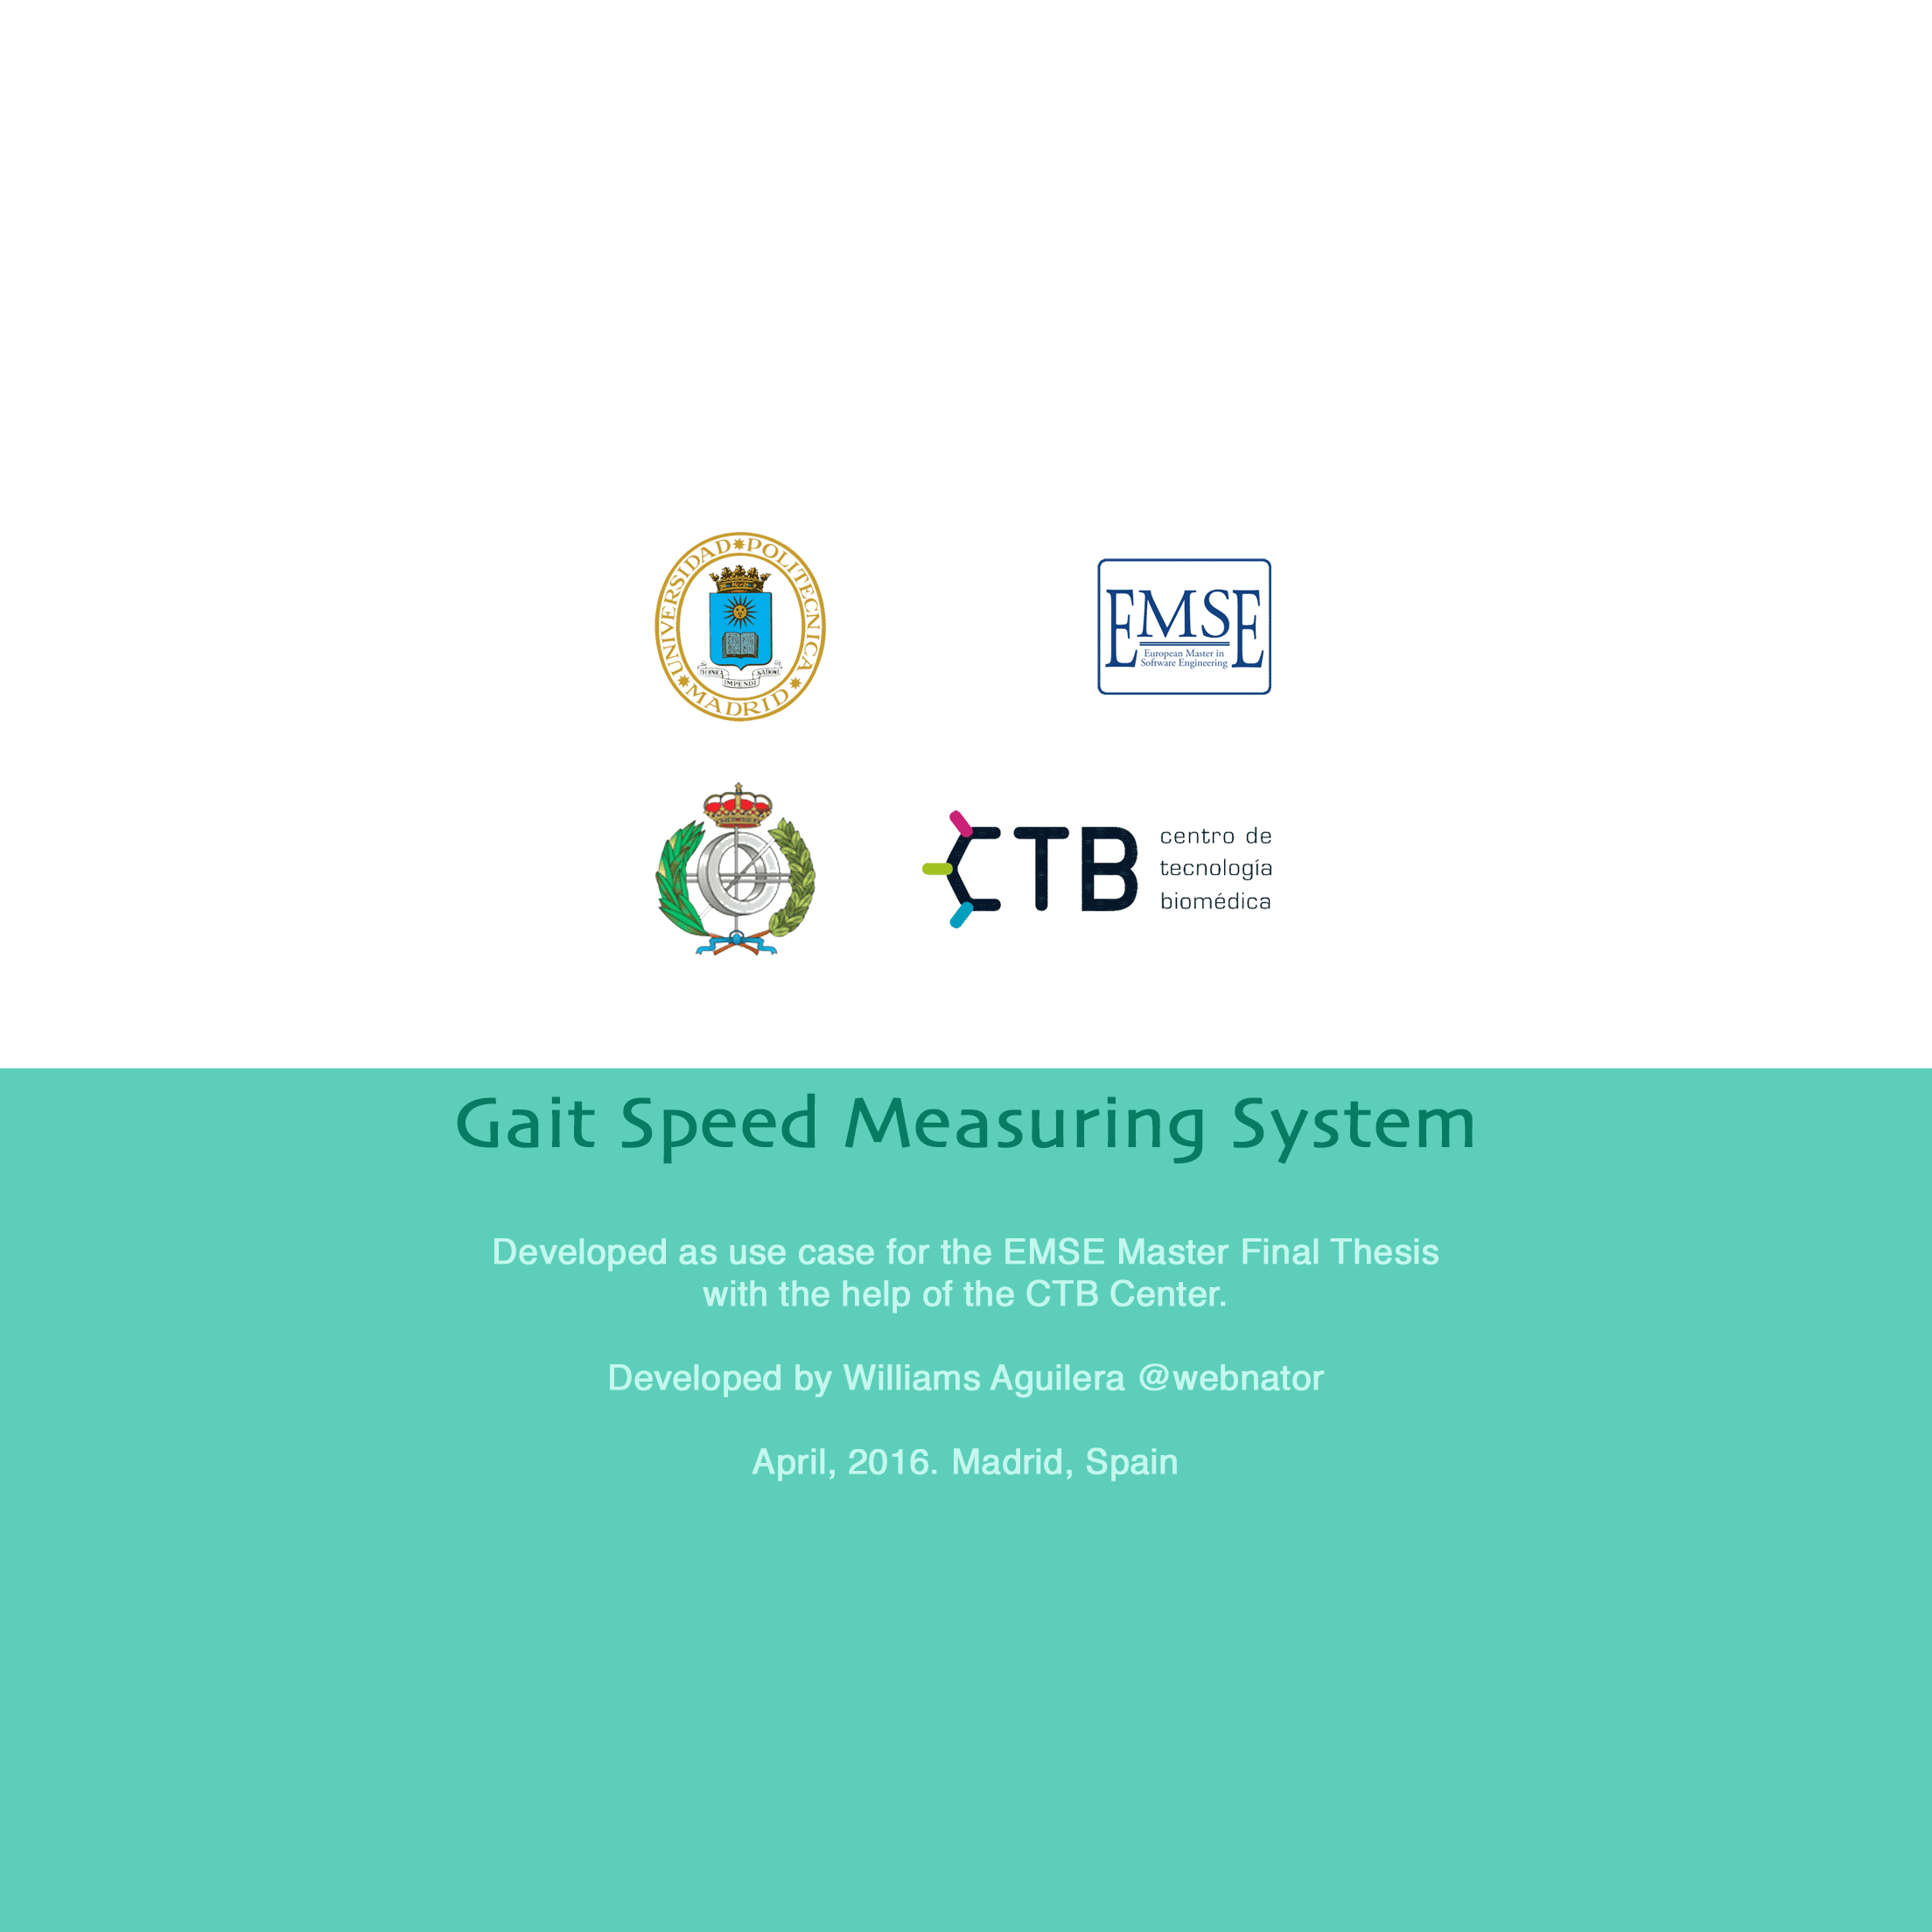 UNIVERSIDAD POLITECNICA
MADRID
TECHNICA IMPENDI
EMSE
European Master in
Software Engineering
CTB
centro de
tecnología
biomédica
Gait Speed Measuring System
Developed as use case for the EMSE Master Final Thesis
with the help of the CTB Center.
Developed by Williams Aguilera @webnator
April, 2016. Madrid, Spain